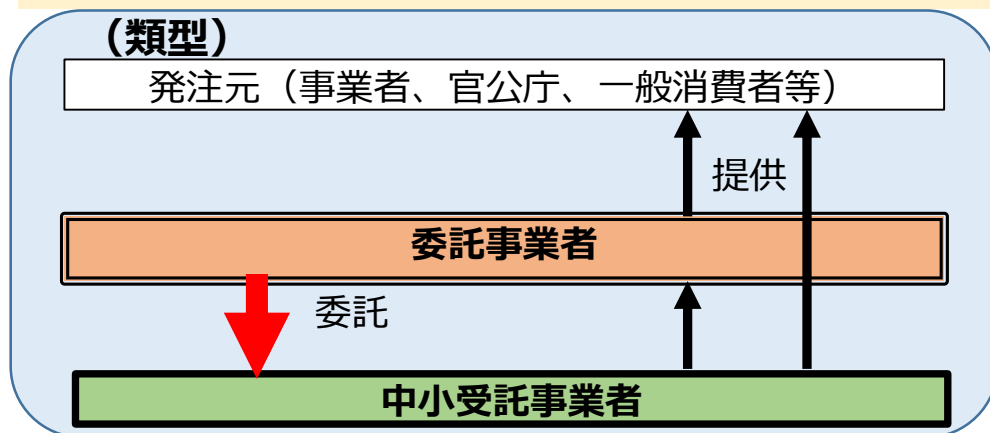 （類型）
発注元（事業者、官公庁、一般消費者等）
提供
委託事業者
委託
中小受託事業者